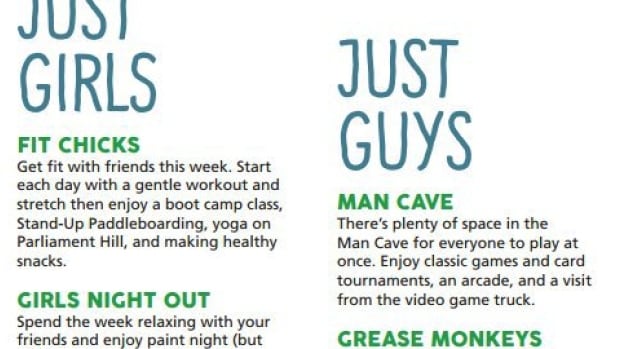 JUST
GIRLS
FIT CHICKS
Get fit with friends this week. Start
each day with a gentle workout and
stretch then enjoy a boot camp class,
Stand-Up Paddleboarding, yoga on
Parliament Hill, and making healthy
snacks.
GIRLS NIGHT OUT
Spend the week relaxing with your
friends and enjoy paint night (but
JUST
GUYS
MAN CAVE
There's plenty of space in the
Man Cave for everyone to play at
once. Enjoy classic games and card
tournaments, an arcade, and a visit
from the video game truck.
GREASE MONKEYS